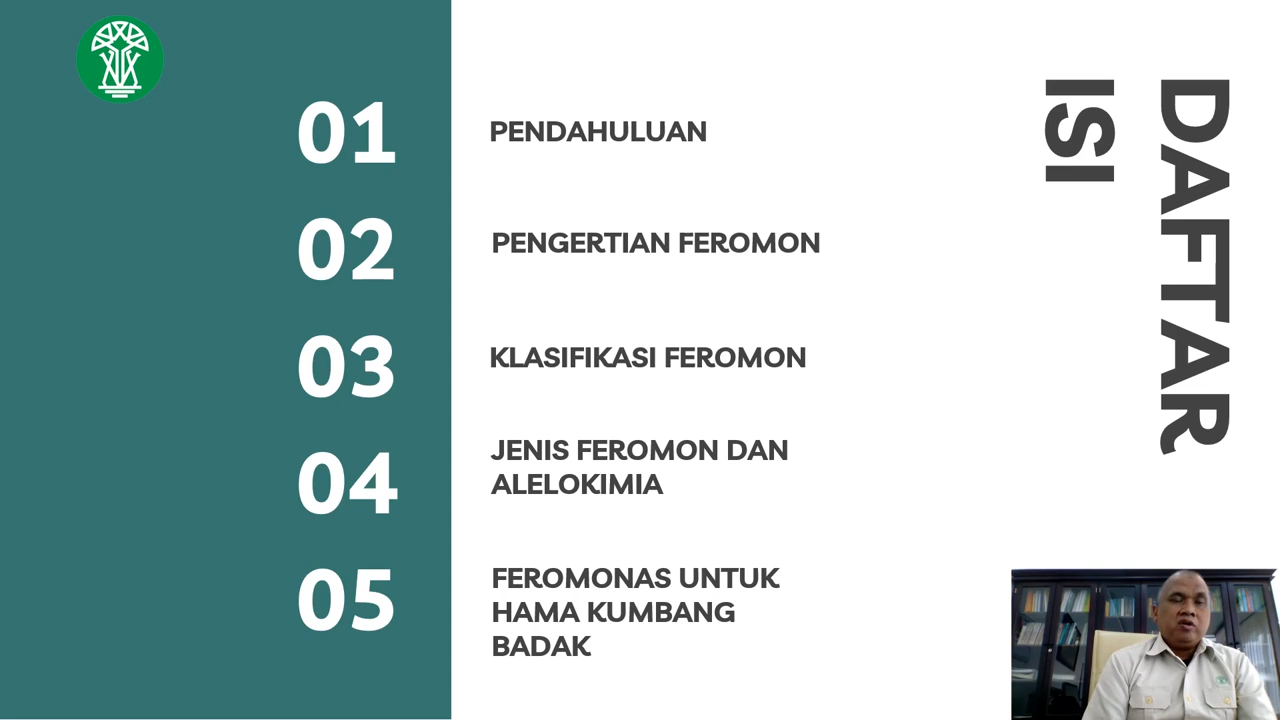 DAFTAR
ISI
01
PENDAHULUAN
02
PENGERTIAN FEROMON
03
KLASIFIKASI FEROMON
04
JENIS FEROMON DAN
ALELOKIMIA
05
FEROMONAS UNTUK
HAMA KUMBANG
BADAK